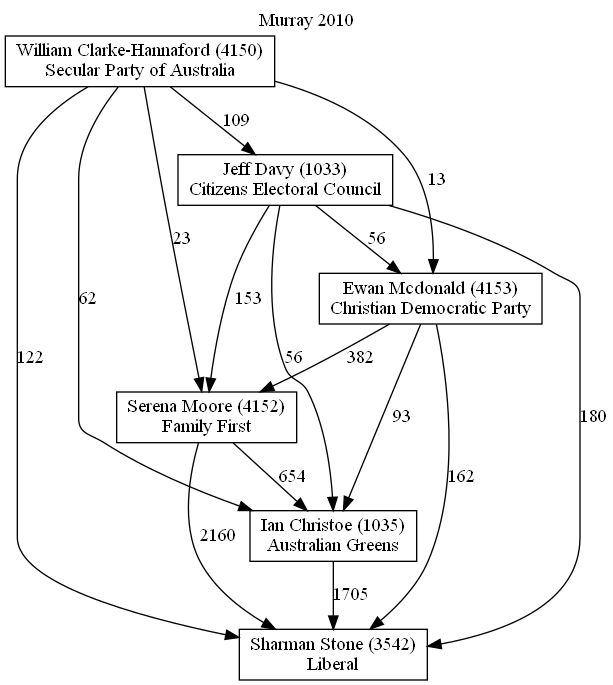 Murray 2010
William Clarke-Hannaford (4150)
Secular Party of Australia
109
Jeff Davy (1033)
Citizens Electoral Council
13
23
56
Ewan Mcdonald (4153)
Christian Democratic Party
62
153
122
56
382
Serena Moore (4152)
Family First
93
180
654
162
Ian Christoe (1035)
Australian Greens
2160
1705
Sharman Stone (3542)
Liberal